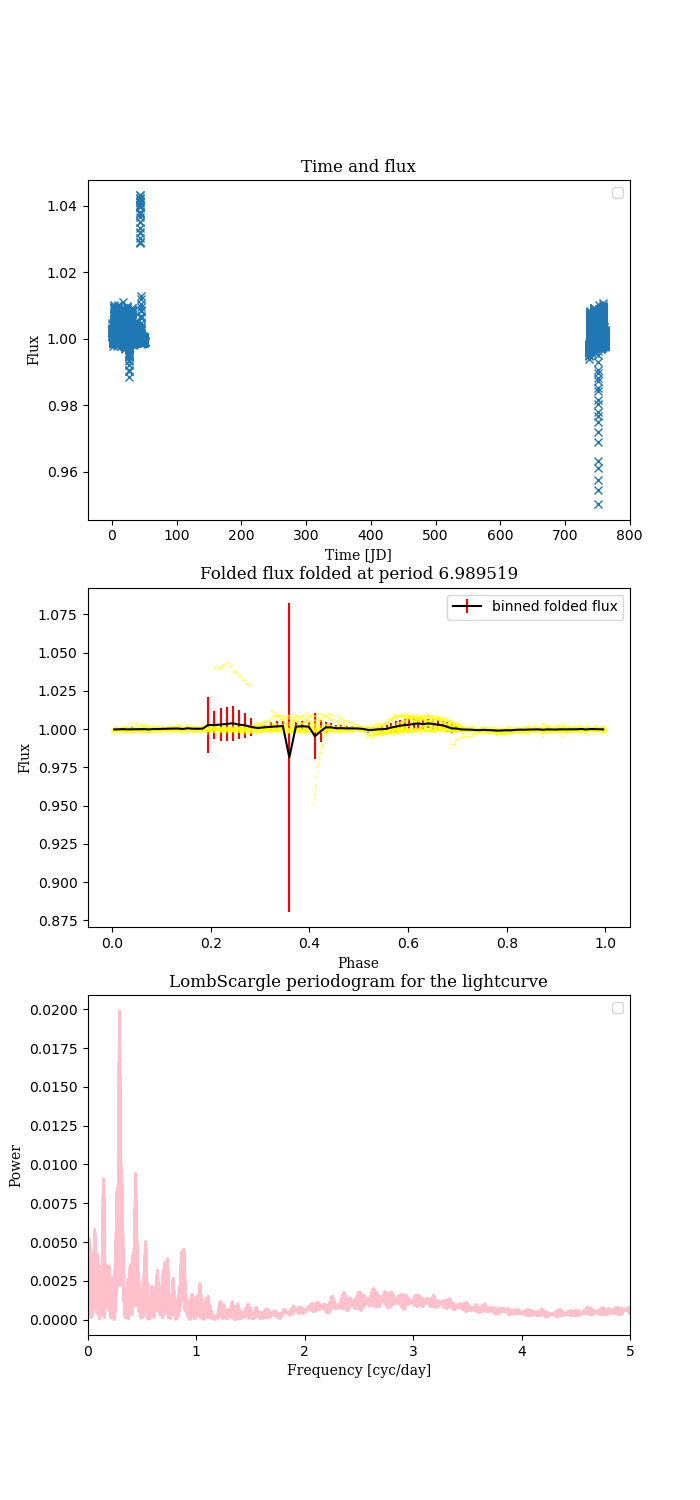 Time and flux
1.04
1.02
1.00
0.98
0.96
Flux
0 100 200 300 400 500 600 700 800
Time [JD]
Folded flux folded at period 6.989519
binned folded flux
1.075
1.050
1.025
1.000
0.975
0.950
0.925
0.900
0.875
Flux
0.0 0.2 0.4 0.6 0.8 1.0
Phase
LombScargle periodogram for the lightcurve
0.0200
0.0175
0.0150
0.0125
0.0100
0.0075
0.0050
0.0025
0.0000
Power
0 1 2 3 4 5
Frequency [cyc/day]